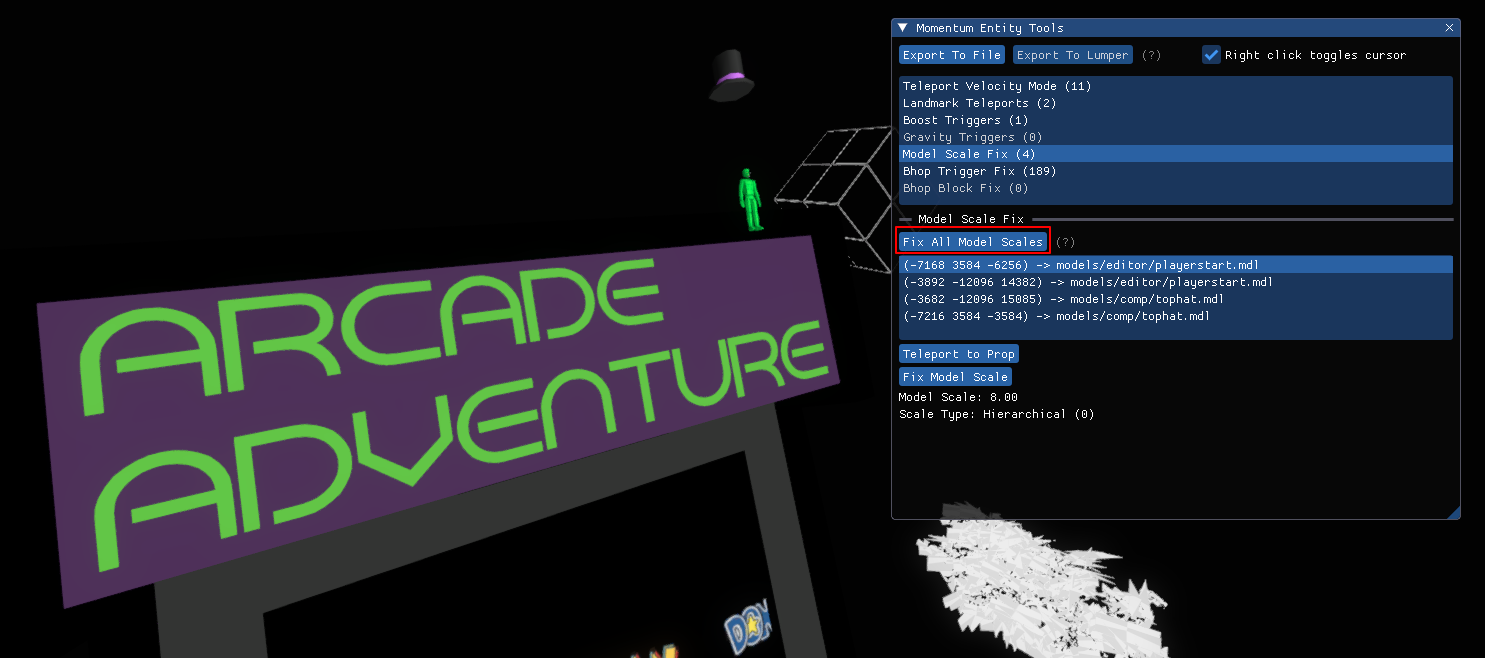 Momentum Entity Tools
Export To File Export To Lumper (?) Right click toggles cursor
Teleport Velocity Mode (11)
Landmark Teleports (2)
Boost Triggers (1)
Gravity Triggers (0)
Model Scale Fix (4)
Bhop Trigger Fix (189)
Bhop Block Fix (0)
Model Scale Fix
Fix All Model Scales (?)
(-7168 3584 -6256) -> models/editor/playerstart.mdl
(-3892 -12096 14382) -> models/editor/playerstart.mdl
(-3682 -12096 15085) -> models/comp/tophat.mdl
(-7216 3584 -3584) -> models/comp/tophat.mdl
Teleport to Prop
Fix Model Scale
Model Scale: 8.00
Scale Type: Hierarchical (0)
ARCADE
ADVENTURE